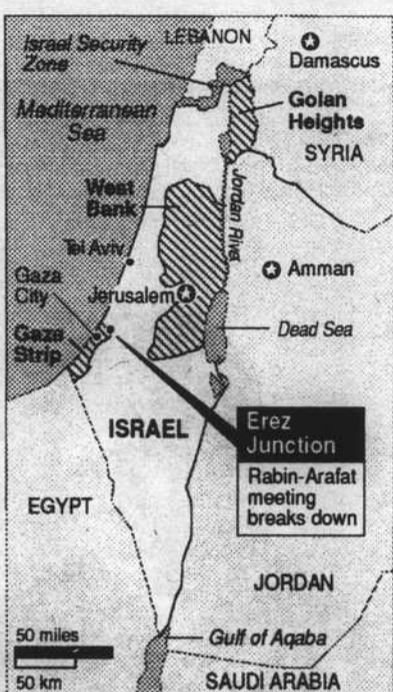 LEBANON
Israel Security
Zone
Damascus
Mediterranean
Sea
Golan
Heights
SYRIA
West
Bank
Jordan River
Tel Aviv
Gaza
City
Jerusalem
Amman
Gaza
Strip
Dead Sea
ISRAEL
Erez
Junction
Rabin-Arafat
meeting
breaks down
EGYPT
JORDAN
50 miles
50 km
Gulf of Aqaba
SAUDI ARABIA